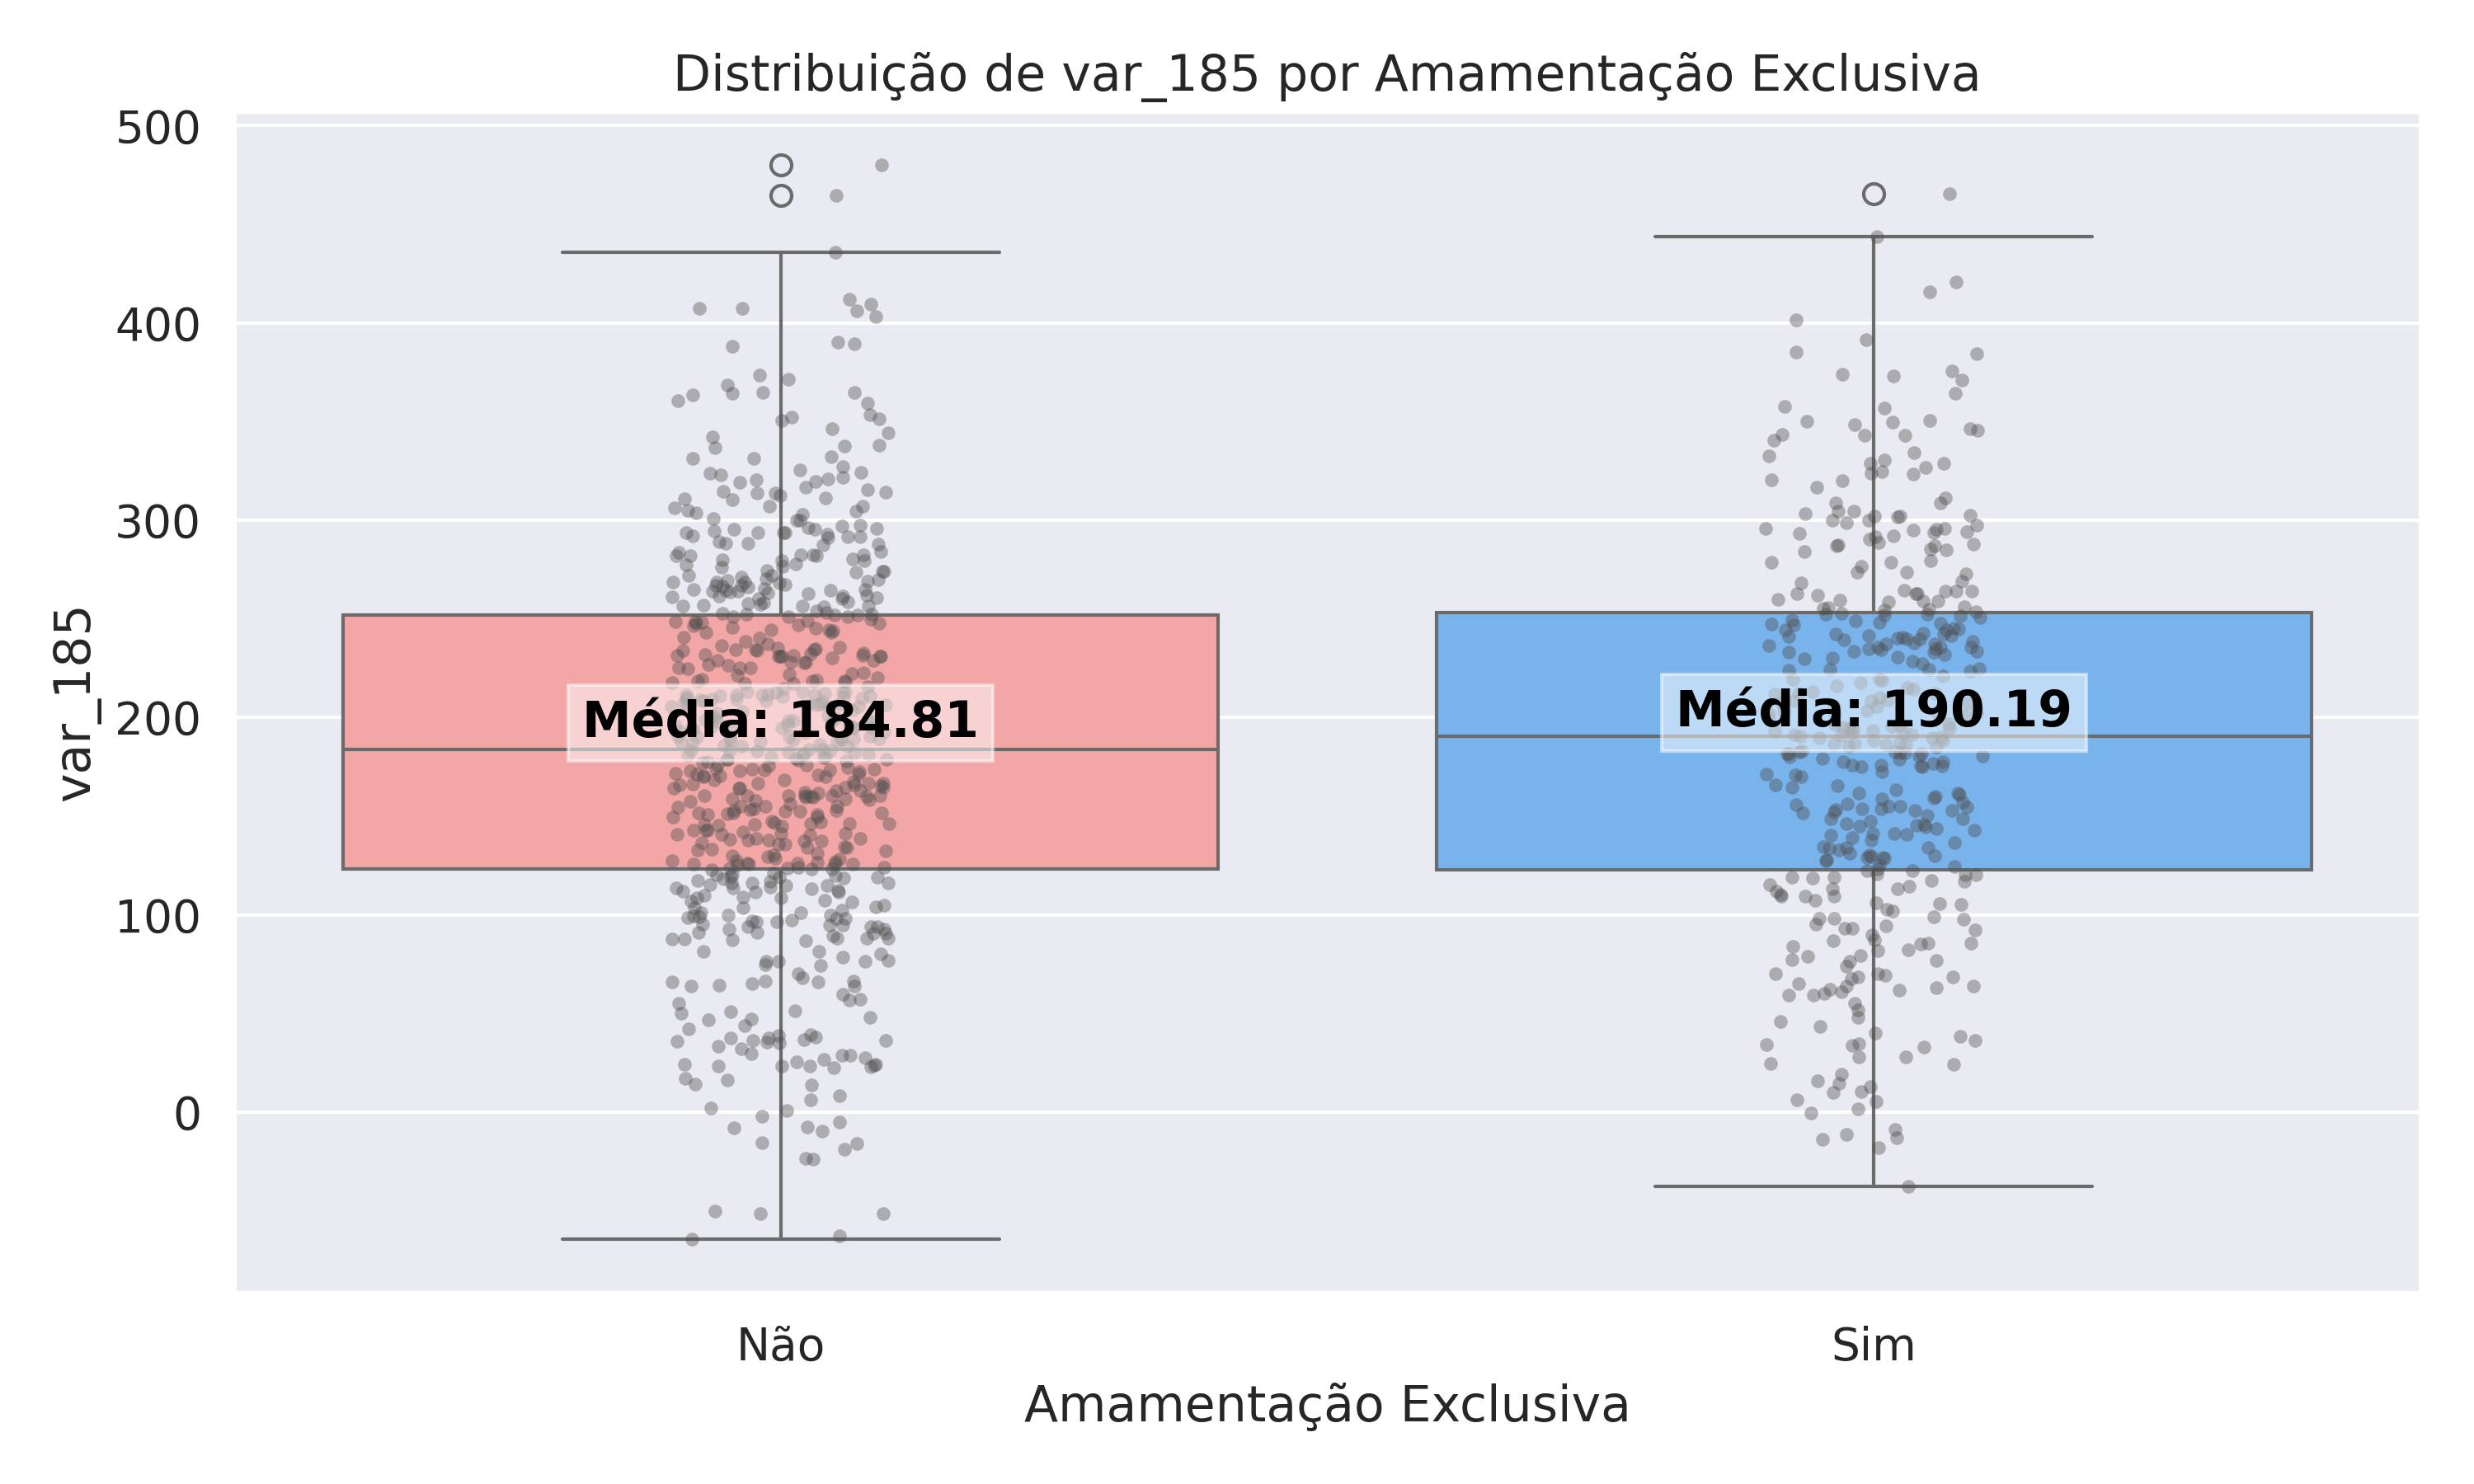 Distribuição de var_185 por Amamentação Exclusiva
500
400
300
200
100
0
var_185
Média: 184.81
Média: 190.19
Não
Sim
Amamentação Exclusiva